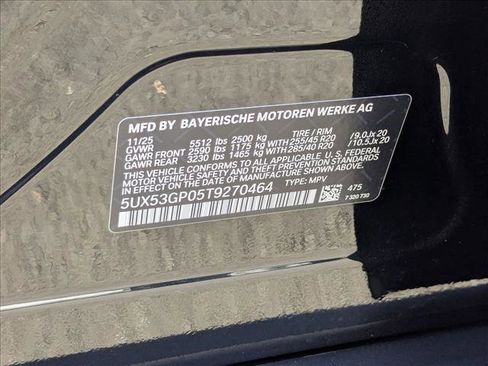 MFD BY BAYERISCHE MOTOREN WERKE AG
11/25 5512 lbs 2500 kg TIRE / RIM
GVWR
GAWR FRONT 2590 lbs 1175 kg WITH 255/45 R20 /9.0Jx20
GAWR REAR 3230 lbs 1465 kg WITH 285/40 R20 /10.5Jx20
THIS VEHICLE CONFORMS TO ALL APPLICABLE U.S. FEDERAL
MOTOR VEHICLE SAFETY AND THEFT PREVENTION STANDARDS
IN EFFECT ON THE DATE OF MANUFACTURE SHOWN ABOVE.
5UX53GP05T9270464 TYPE: MPV
475
7 320 730